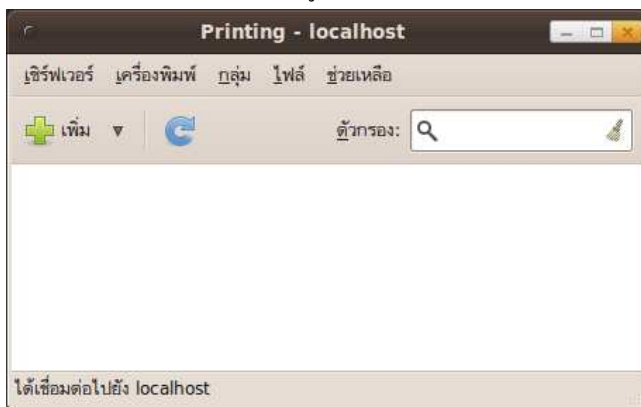 Printing - localhost
เซิร์ฟเวอร์ เครื่องพิมพ์ กลุ่ม ไฟล์ ช่วยเหลือ
เพิ่ม ตัวกรอง:
ได้เชื่อมต่อไปยัง localhost